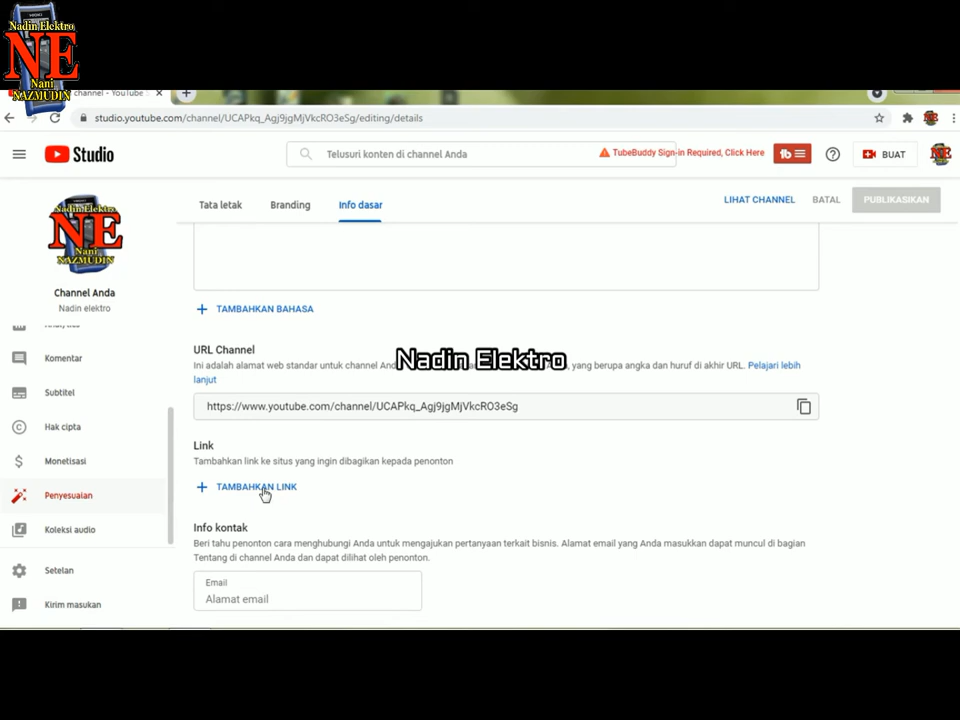 Nadin Elektro
NE
Nani
NAZMUDIN
channel - YouTube
studio.youtube.com/channel/UCAPkq_Agj9jgMjVkcRO3eSg/editing/details
Studio
Telusuri konten di channel Anda
TubeBuddy Sign-in Required, Click Here
BUAT
Nadin Elektro
NE
Nani
NAZMUDIN
Channel Anda
Nadin elektro
Analytics
Komentar
Subtitel
Hak cipta
Monetisasi
Penyesuaian
Koleksi audio
Setelan
Kirim masukan
Tata letak
Branding
Info dasar
LIHAT CHANNEL
BATAL
PUBLIKASIKAN
TAMBAHKAN BAHASA
Nadin Elektro
URL Channel
Ini adalah alamat web standar untuk channel Anda, yang berupa angka dan huruf di akhir URL. Pelajari lebih
lanjut
https://www.youtube.com/channel/UCAPkq_Agj9jgMjVkcRO3eSg
Link
Tambahkan link ke situs yang ingin dibagikan kepada penonton
TAMBAHKAN LINK
Info kontak
Beri tahu penonton cara menghubungi Anda untuk mengajukan pertanyaan terkait bisnis. Alamat email yang Anda masukkan dapat muncul di bagian
Tentang di channel Anda dan dapat dilihat oleh penonton.
Email
Alamat email